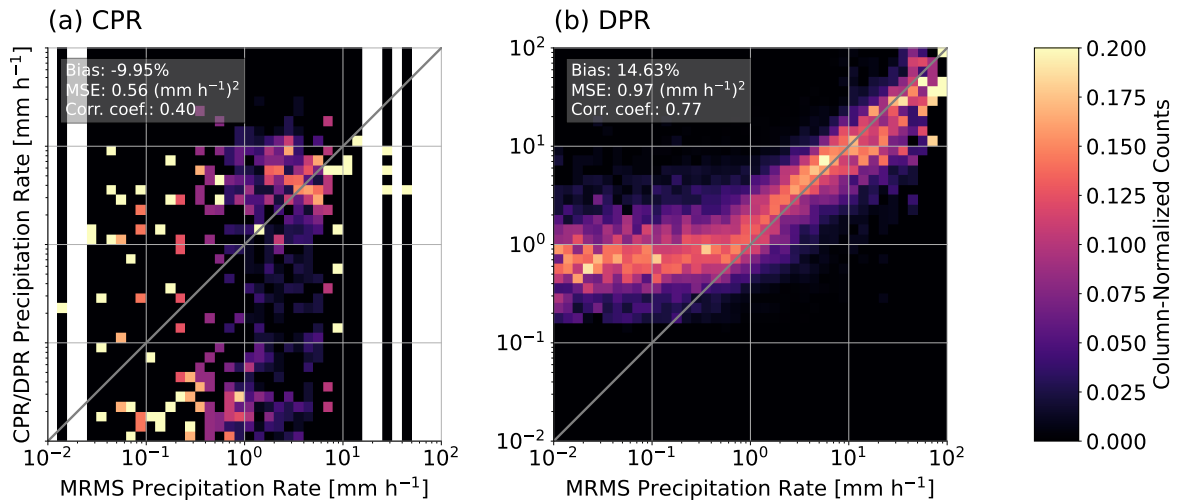 (a) CPR
(b) DPR
CPR/DPR Precipitation Rate [mm h⁻¹]
Bias: -9.95%
MSE: 0.56 (mm h⁻¹)²
Corr. coef.: 0.40
10⁻² 10⁻¹ 10⁰ 10¹ 10²
MRMS Precipitation Rate [mm h⁻¹]
10²
10¹
10⁰
10⁻¹
10⁻²
Bias: 14.63%
MSE: 0.97 (mm h⁻¹)²
Corr. coef.: 0.77
10⁻² 10⁻¹ 10⁰ 10¹ 10²
MRMS Precipitation Rate [mm h⁻¹]
0.200
0.175
0.150
0.125
0.100
0.075
0.050
0.025
0.000
Column-Normalized Counts